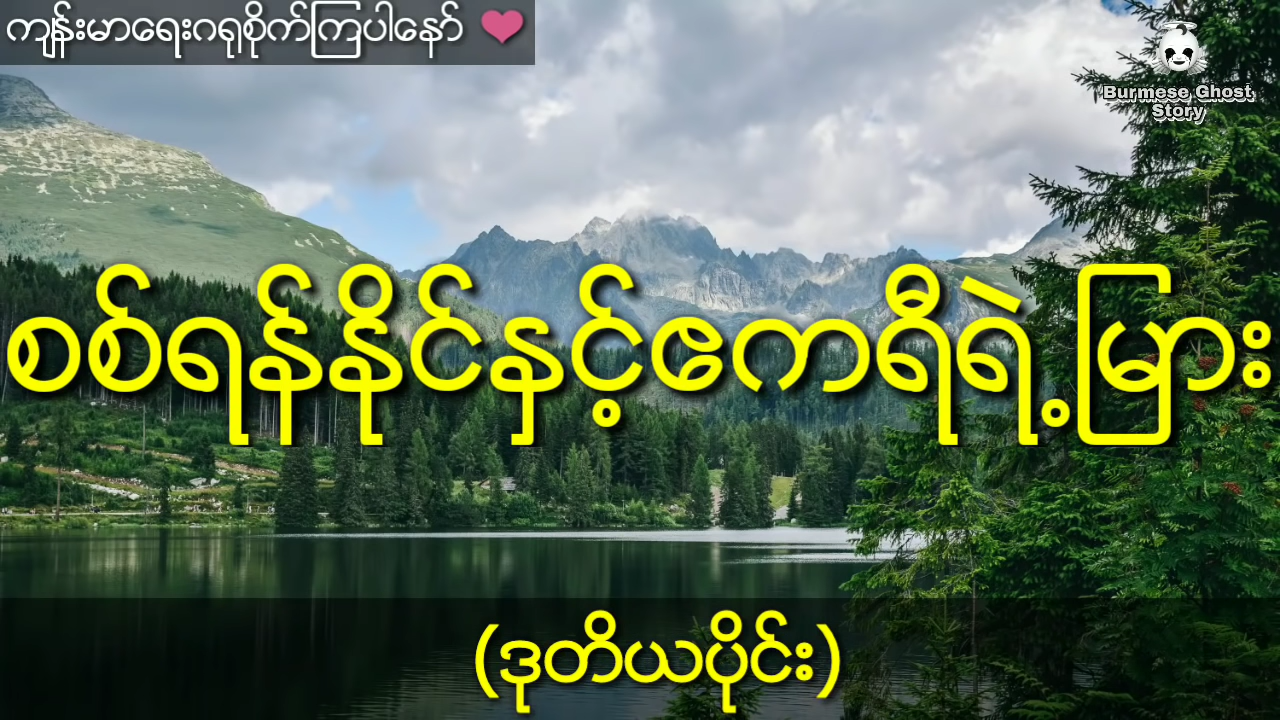 ကျန်းမာရေးဂရုစိုက်ကြပါနော် ❤
Burmese Ghost
Story
စစ်ရန်နိုင်နှင့်ဧကရီရဲ့မြား
(ဒုတိယပိုင်း)